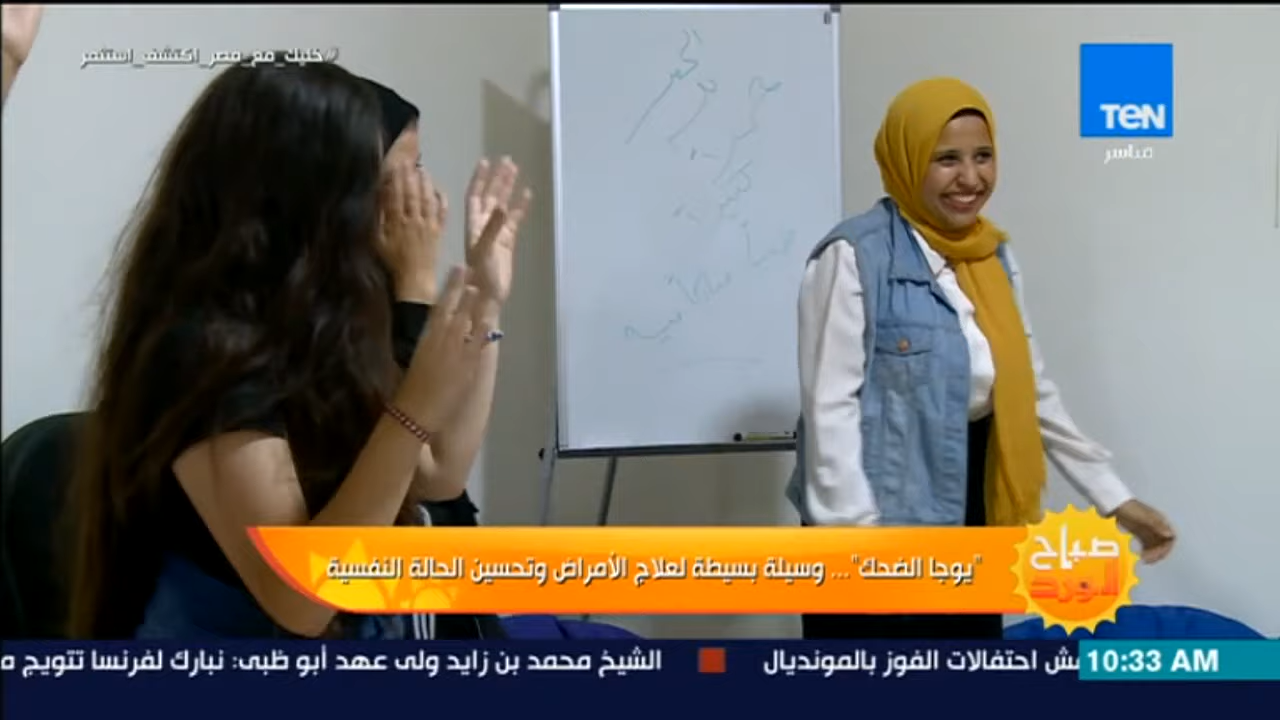 #خليك_مع_مصر_اكتشف_استثمر
TEN
مباشر
صباح
الورد
"يوجا الضحك"... وسيلة بسيطة لعلاج الأمراض وتحسين الحالة النفسية
احتفالات الفوز بالمونديال
الشيخ محمد بن زايد ولى عهد أبو ظبى: نبارك لفرنسا تتويج
10:33 AM